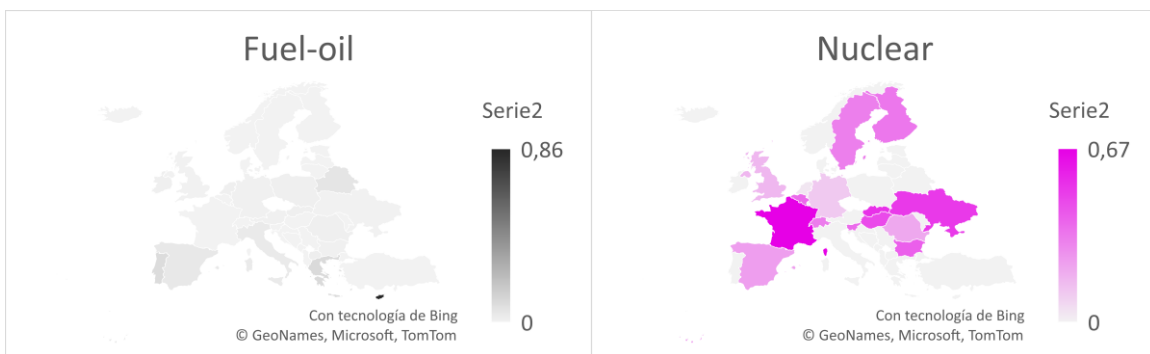 Fuel-oil
Serie2
0,86
0
Con tecnología de Bing
© GeoNames, Microsoft, TomTom
Nuclear
Serie2
0,67
0
Con tecnología de Bing
© GeoNames, Microsoft, TomTom